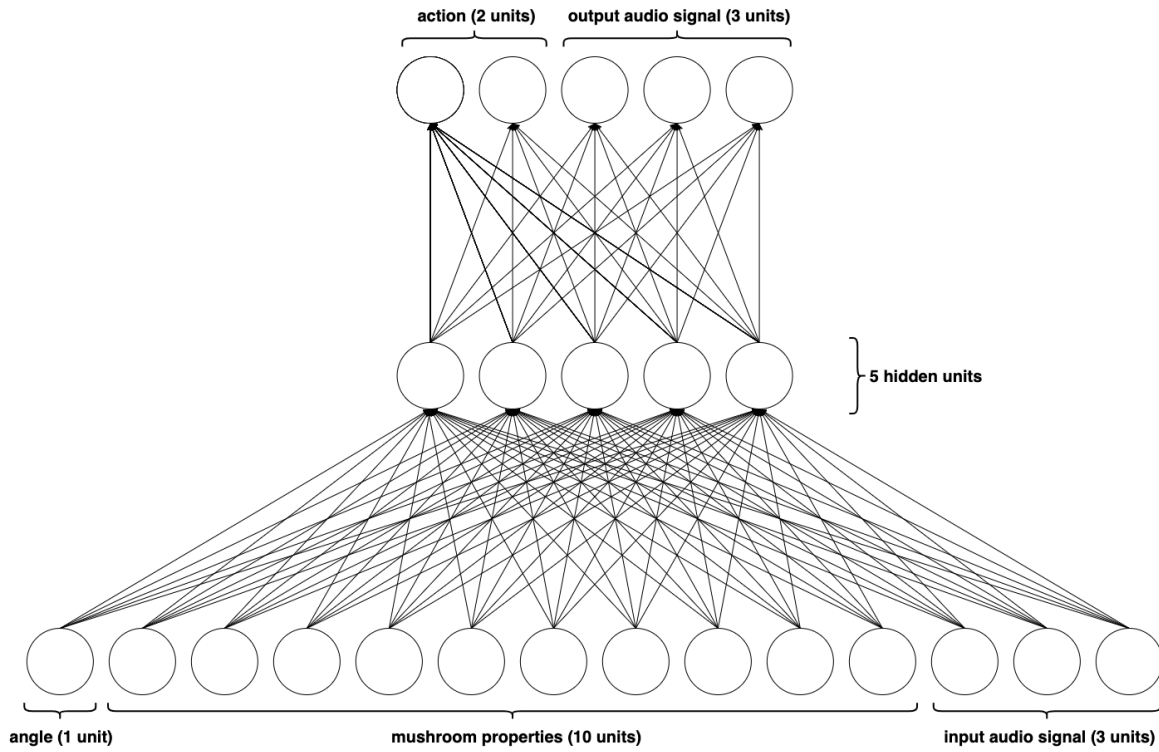 action (2 units)
output audio signal (3 units)
5 hidden units
angle (1 unit)
mushroom properties (10 units)
input audio signal (3 units)